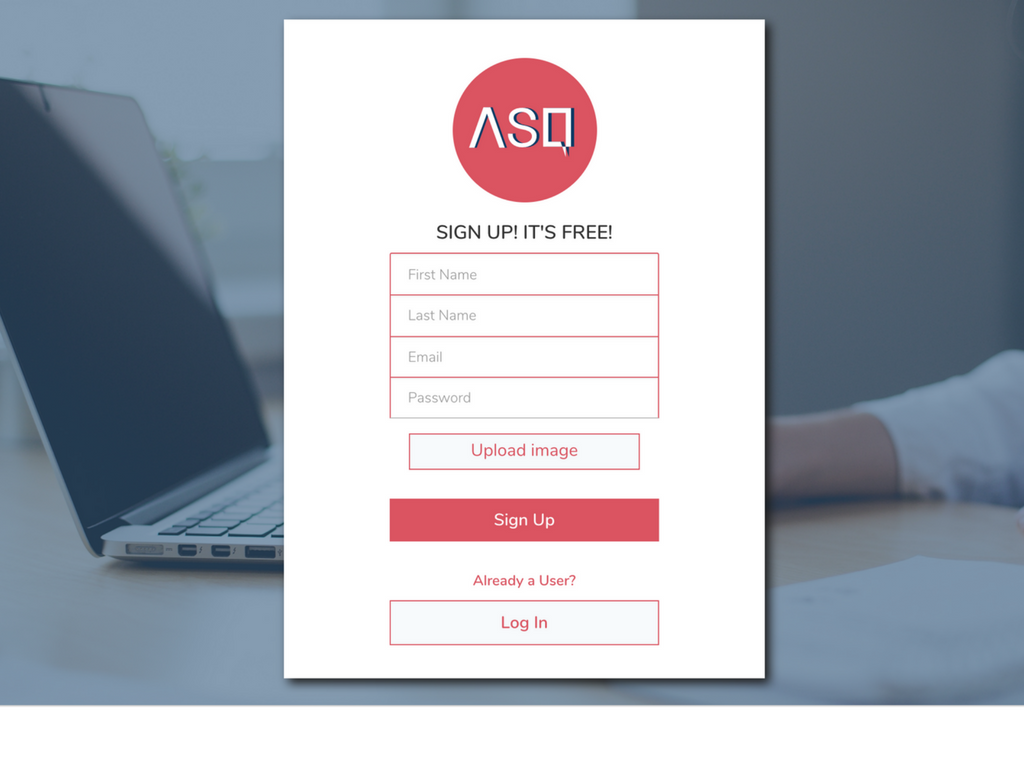 ASQ
SIGN UP! IT'S FREE!
First Name
Last Name
Email
Password
Upload image
Sign Up
Already a User?
Log In